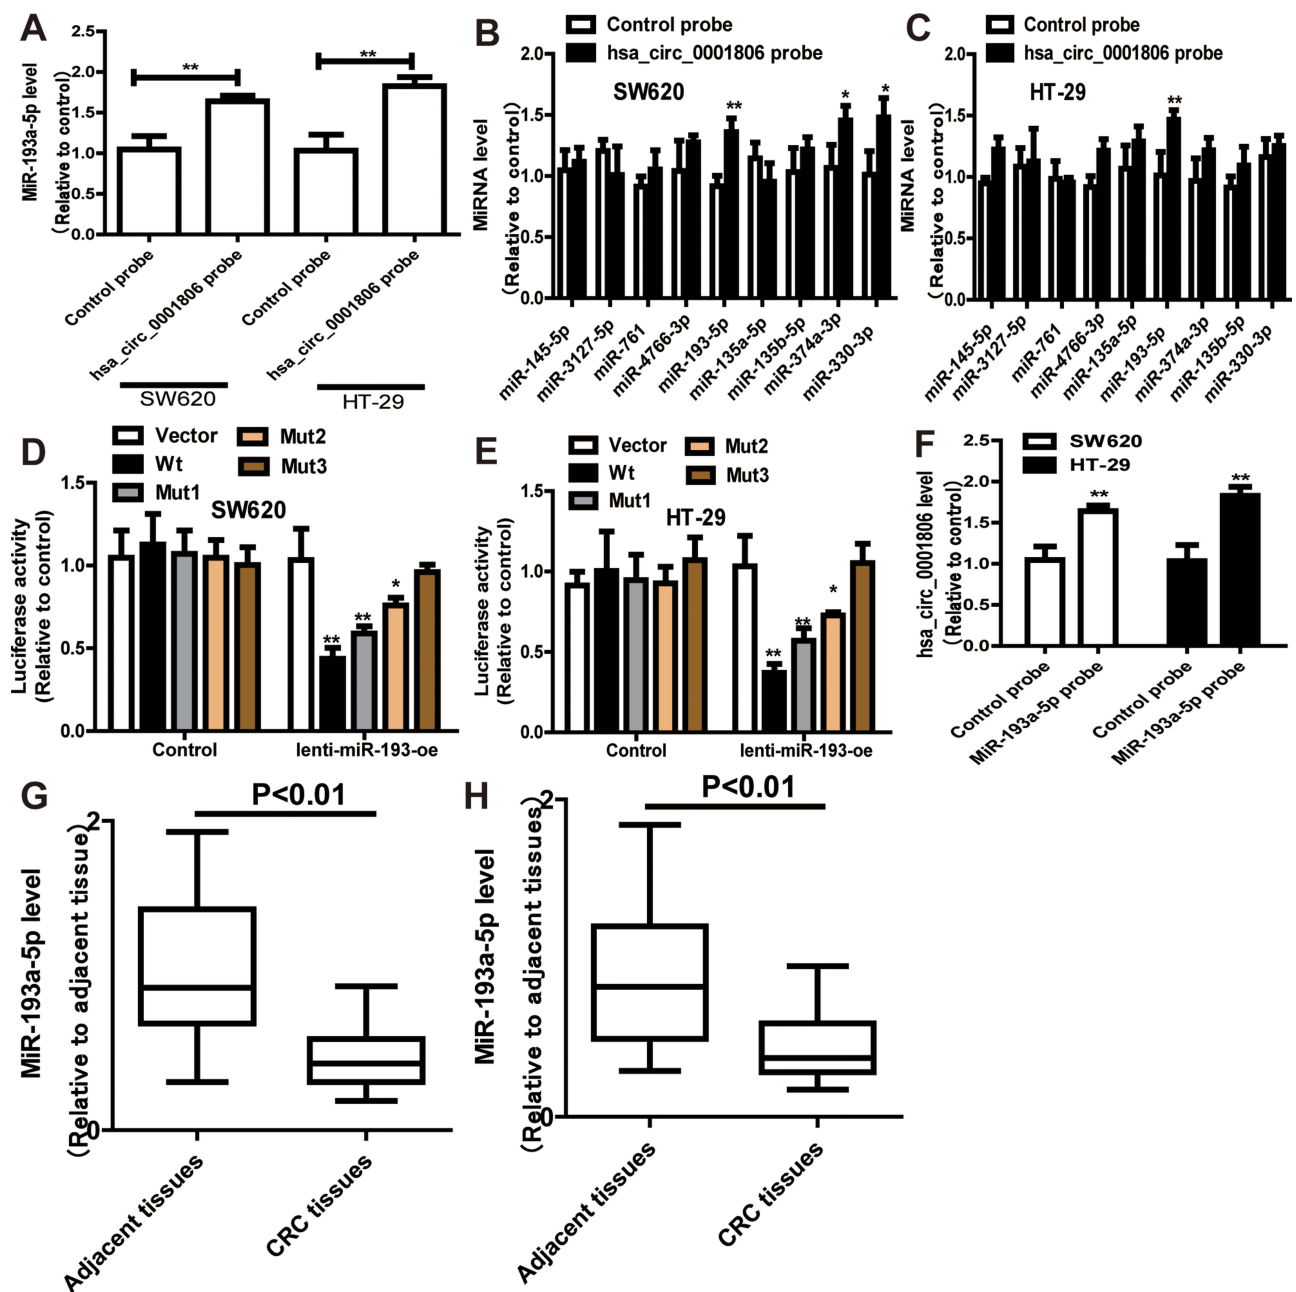 A
MiR-193a-5p level
(Relative to control)
2.5
2.0
1.5
1.0
0.5
0.0
**
**
Control probe
hsa_circ_0001806 probe
Control probe
hsa_circ_0001806 probe
SW620
HT-29
B
Control probe
hsa_circ_0001806 probe
SW620
MiRNA level
(Relative to control)
2.0
1.5
1.0
0.5
0.0
**
*
*
miR-145-5p
miR-3127-5p
miR-761
miR-4766-3p
miR-193-5p
miR-135a-5p
miR-135b-5p
miR-374a-3p
miR-330-3p
C
Control probe
hsa_circ_0001806 probe
HT-29
MiRNA level
(Relative to control)
2.0
1.5
1.0
0.5
0.0
**
miR-145-5p
miR-3127-5p
miR-761
miR-4766-3p
miR-135a-5p
miR-193-5p
miR-374a-3p
miR-135b-5p
miR-330-3p
D
Vector
Wt
Mut1
Mut2
Mut3
SW620
Luciferase activity
(Relative to control)
1.5
1.0
0.5
0.0
**
**
*
Control
lenti-miR-193-oe
E
Vector
Wt
Mut1
Mut2
Mut3
HT-29
Luciferase activity
(Relative to control)
1.5
1.0
0.5
0.0
**
**
*
Control
lenti-miR-193-oe
F
SW620
HT-29
hsa_circ_0001806 level
(Relative to control)
2.5
2.0
1.5
1.0
0.5
0.0
**
**
Control probe
MiR-193a-5p probe
Control probe
MiR-193a-5p probe
G
P<0.01
MiR-193a-5p level
(Relative to adjacent tissue)
2
0
Adjacent tissues
CRC tissues
H
P<0.01
MiR-193a-5p level
(Relative to adjacent tissues)
2
0
Adjacent tissues
CRC tissues